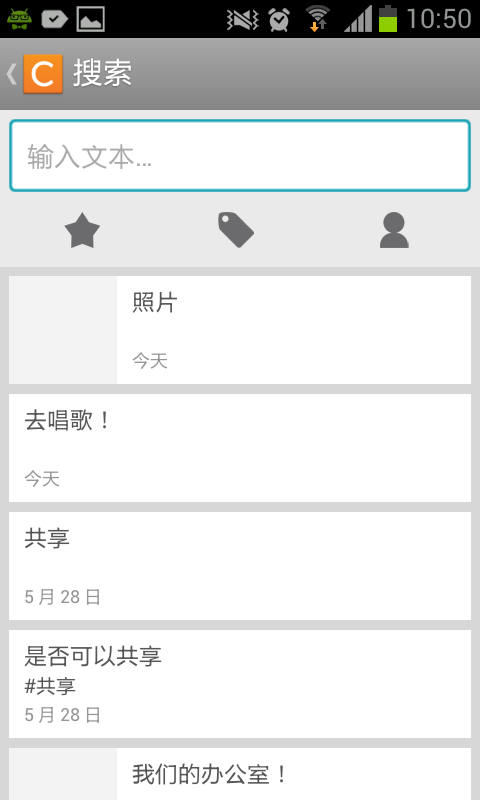 10:50
C 搜索
输入文本...
照片
今天
去唱歌！
今天
共享
5 月 28 日
是否可以共享
#共享
5 月 28 日
我们的办公室！